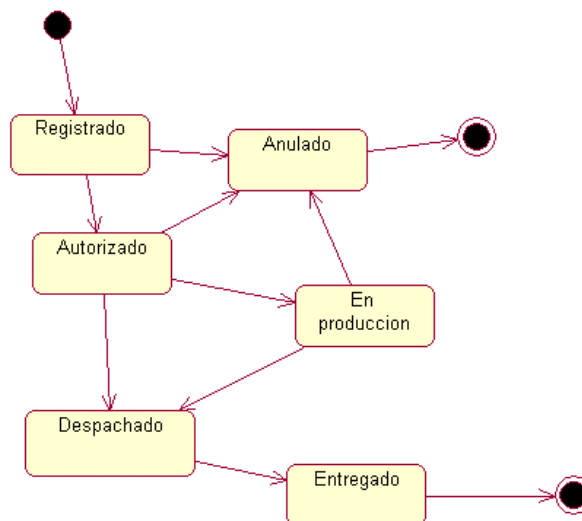 Registrado
Anulado
Autorizado
En
produccion
Despachado
Entregado